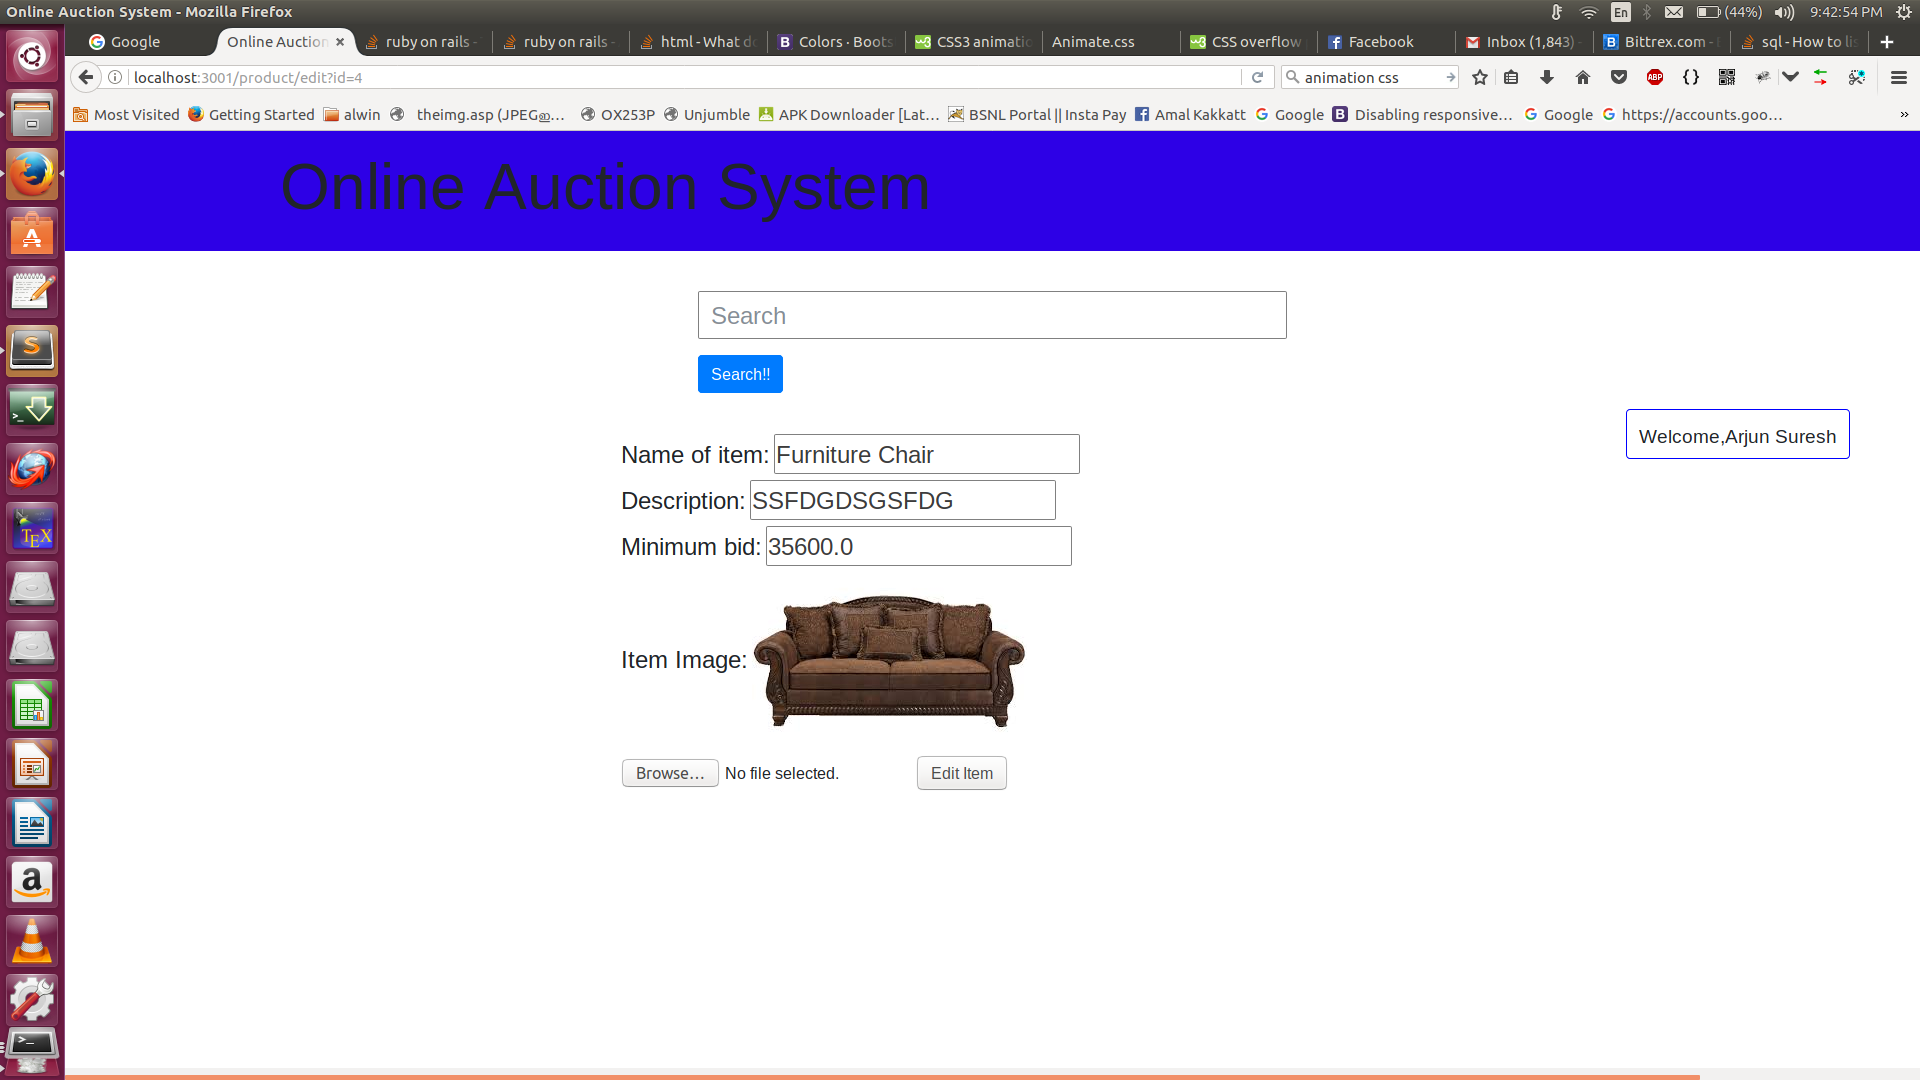 Online Auction System - Mozilla Firefox
En
(44%)
9:42:54 PM
Google
Online Auction
ruby on rails -
ruby on rails -
html - What do
Colors · Boots
CSS3 animatio
Animate.css
CSS overflow
Facebook
Inbox (1,843) -
Bittrex.com -
sql - How to lis
localhost:3001/product/edit?id=4
animation css
ABP
Most Visited
Getting Started
alwin
OX253P
Unjumble
APK Downloader [Lat...
BSNL Portal || Insta Pay
Amal Kakkatt
Google
Disabling responsive...
Google
https://accounts.goo...
Online Auction System
Search
Search!!
Welcome,Arjun Suresh
Name of item: Furniture Chair
Description: SSFDGDSGSFDG
Minimum bid: 35600.0
Item Image:
Browse...
No file selected.
Edit Item